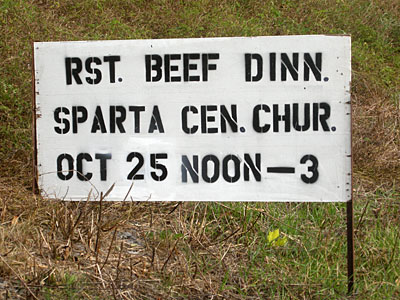 RST. BEEF DINN.
SPARTA CEN. CHUR.
OCT 25 NOON—3